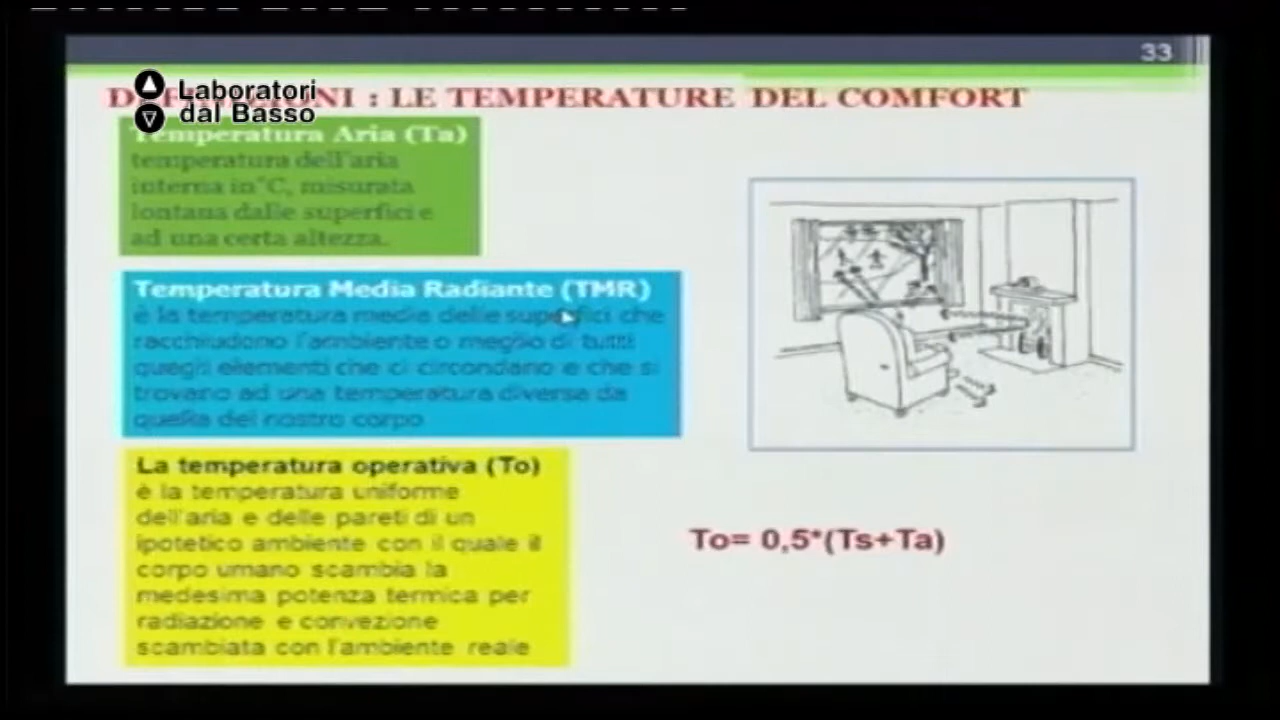 33
Laboratori
dal Basso
: LE TEMPERATURE DEL COMFORT
Temperatura Aria (Ta)
temperatura dell'aria
interna in°C, misurata
lontana dalle superfici e
ad una certa altezza.
Temperatura Media Radiante (TMR)
è la temperatura media delle superfici che
racchiudono l'ambiente o meglio di tutti
quegli elementi che ci circondano e che si
trovano ad una temperatura diversa da
quella del nostro corpo
La temperatura operativa (To)
è la temperatura uniforme
dell'aria e delle pareti di un
ipotetico ambiente con il quale il
corpo umano scambia la
medesima potenza termica per
radiazione e convezione
scambiata con l'ambiente reale
To= 0,5*(Ts+Ta)